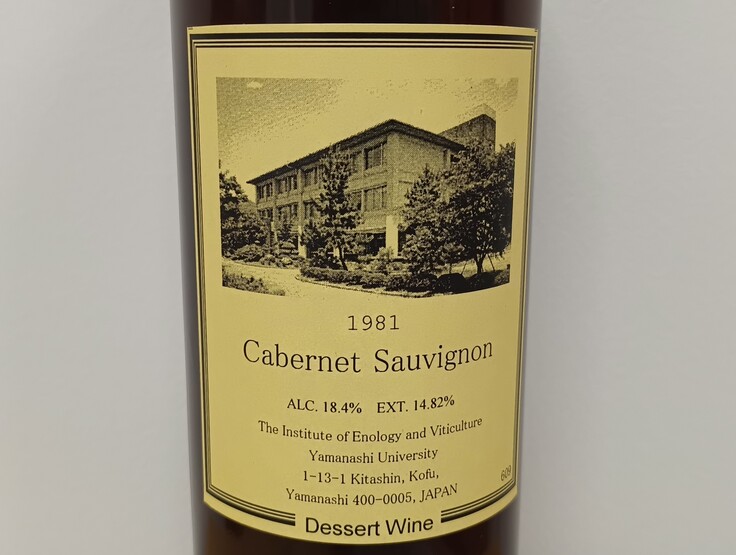 1981
Cabernet Sauvignon
ALC. 18.4% EXT. 14.82%
The Institute of Enology and Viticulture
Yamanashi University
1-13-1 Kitashin, Kofu,
Yamanashi 400-0005, JAPAN
609
Dessert Wine